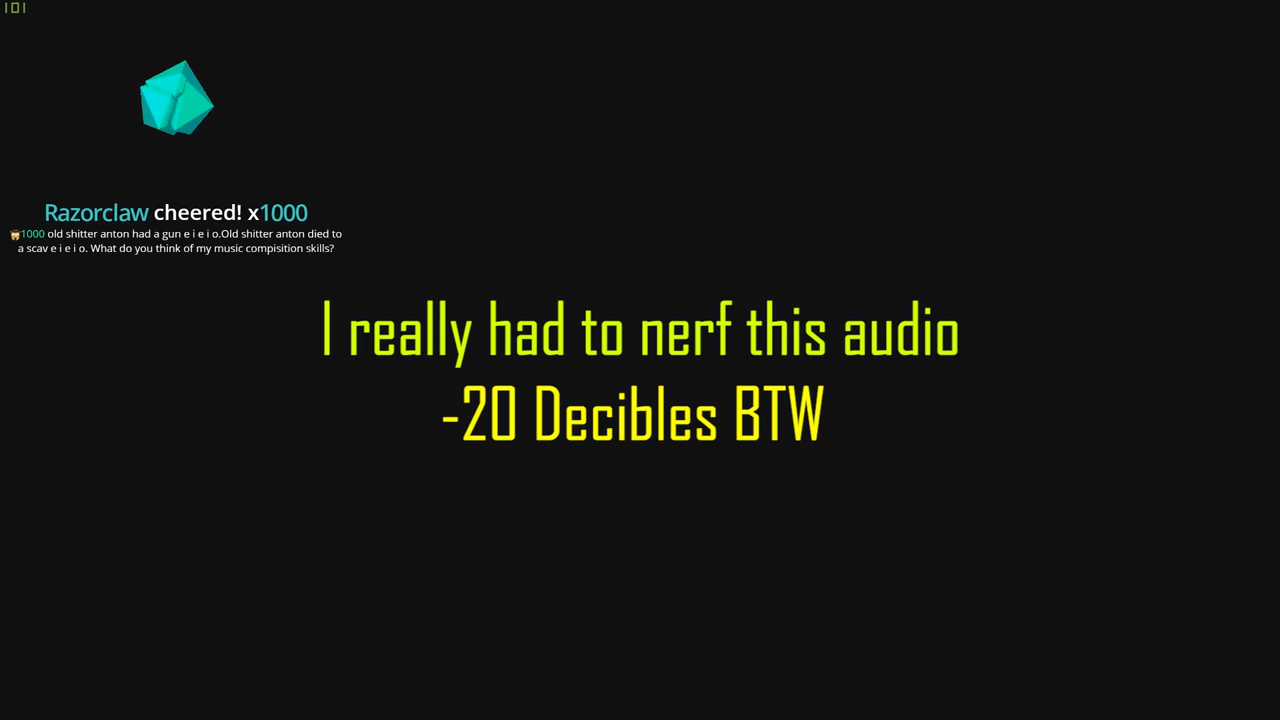 101
Razorclaw cheered! x1000
1000 old shitter anton had a gun e i e i o.Old shitter anton died to
a scav e i e i o. What do you think of my music compisition skills?
I really had to nerf this audio
-20 Decibles BTW